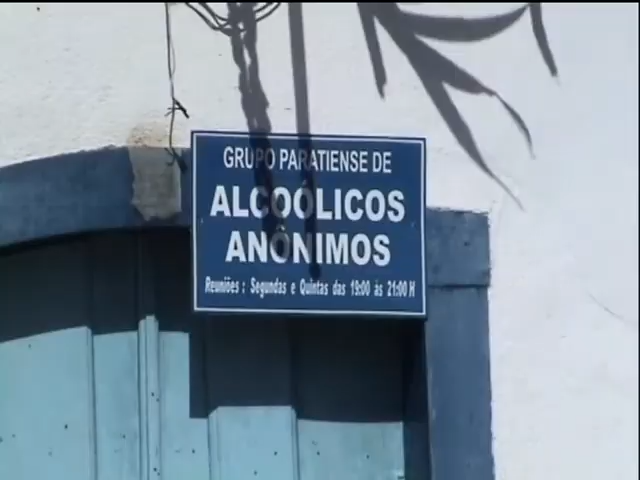 GRUPO PARATIENSE DE
ALCOÓLICOS
ANÔNIMOS
Reuniões : Segundas e Quintas das 19:00 às 21:00 H